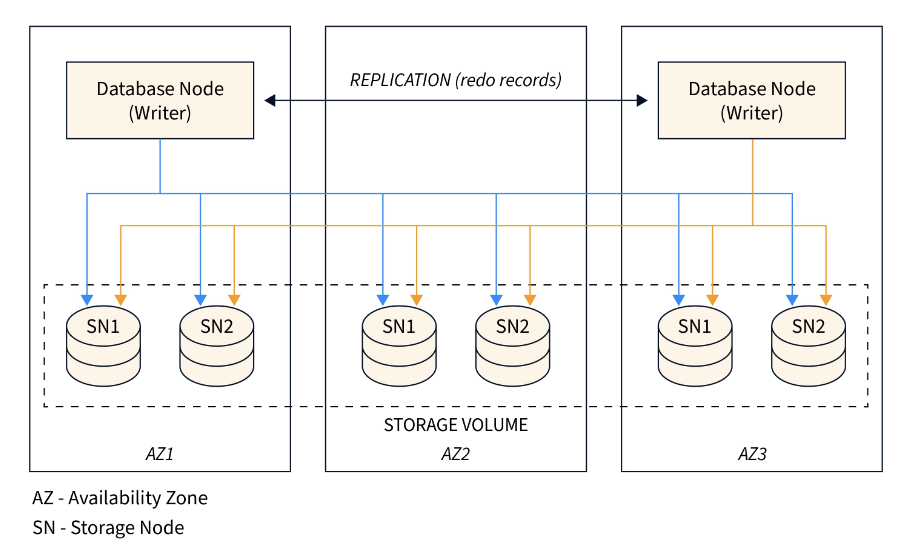 REPLICATION (redo records)
Database Node
(Writer)
Database Node
(Writer)
SN1
SN2
SN1
SN2
SN1
SN2
STORAGE VOLUME
AZ1
AZ2
AZ3
AZ - Availability Zone
SN - Storage Node